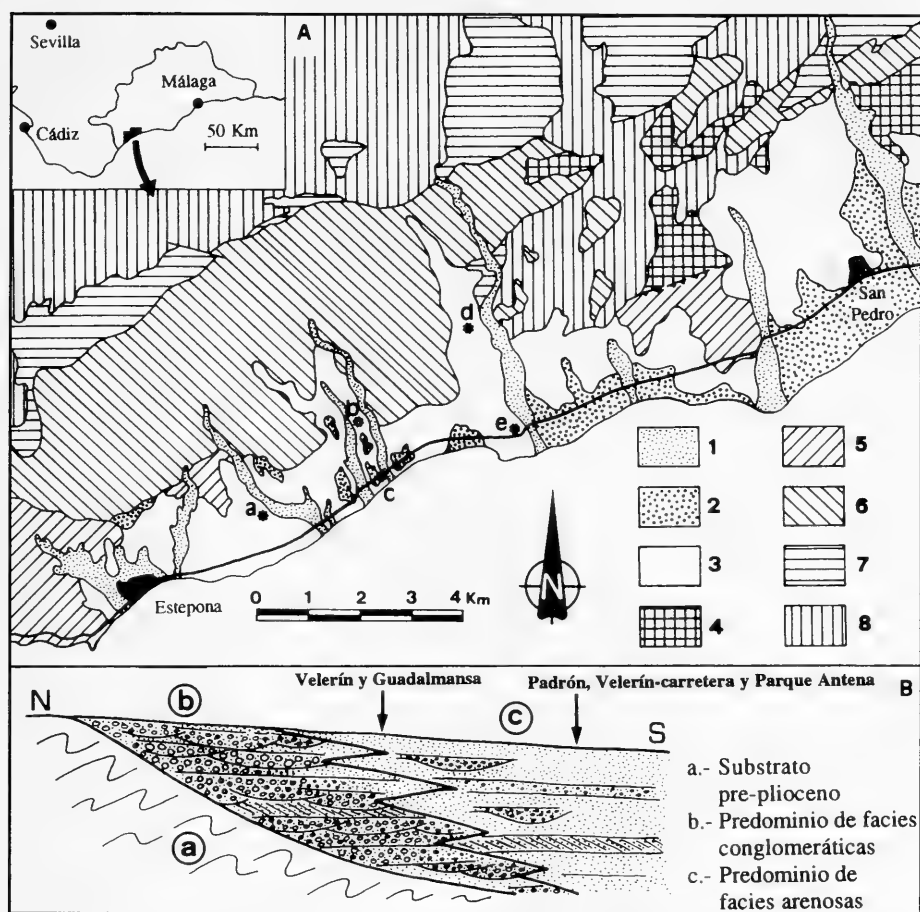 A
Sevilla
Málaga
Cádiz
50 Km
d
San
Pedro
b
e
c
a
Estepona
0 1 2 3 4 Km
N
1
2
3
4
5
6
7
8
Velerín y Guadalmansa
Padrón, Velerín-carretera y Parque Antena
B
N
b
c
S
a
a.- Substrato
pre-plioceno
b.- Predominio de facies
conglomeráticas
c.- Predominio de
facies arenosas